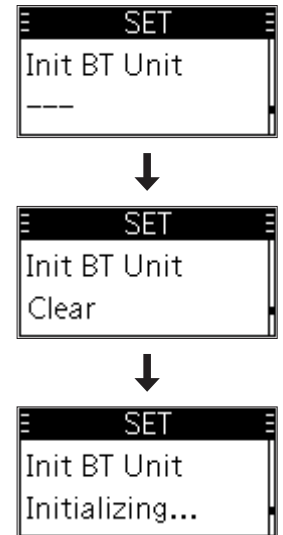 SET
Init BT Unit
---
SET
Init BT Unit
Clear
SET
Init BT Unit
Initializing...